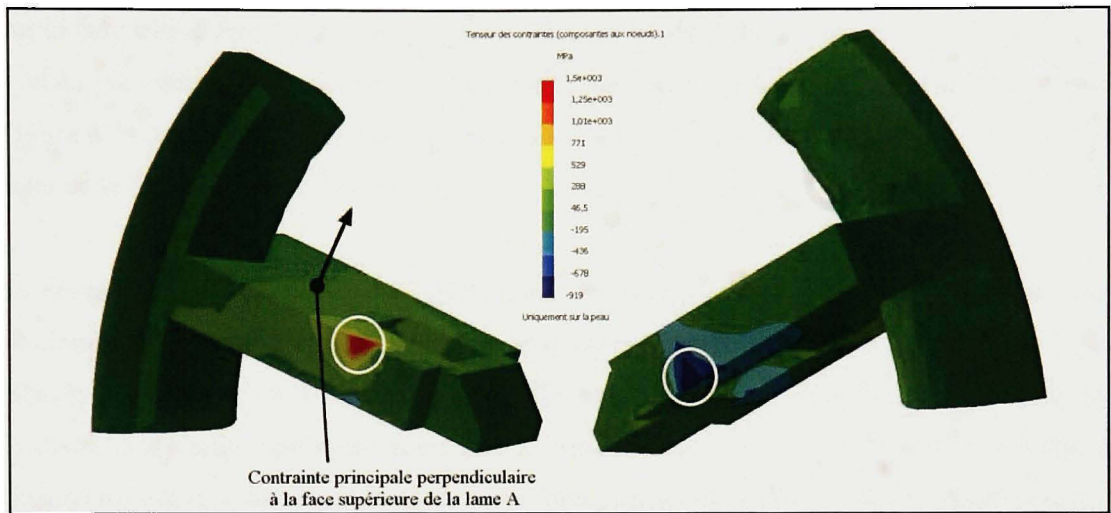 Tenseur des contraintes (composantes aux noeuds).1
MPa
1,5e+003
1,25e+003
1,01e+003
771
529
288
46,5
-195
-436
-678
-919
Uniquement sur la peau
Contrainte principale perpendiculaire
à la face supérieure de la lame A